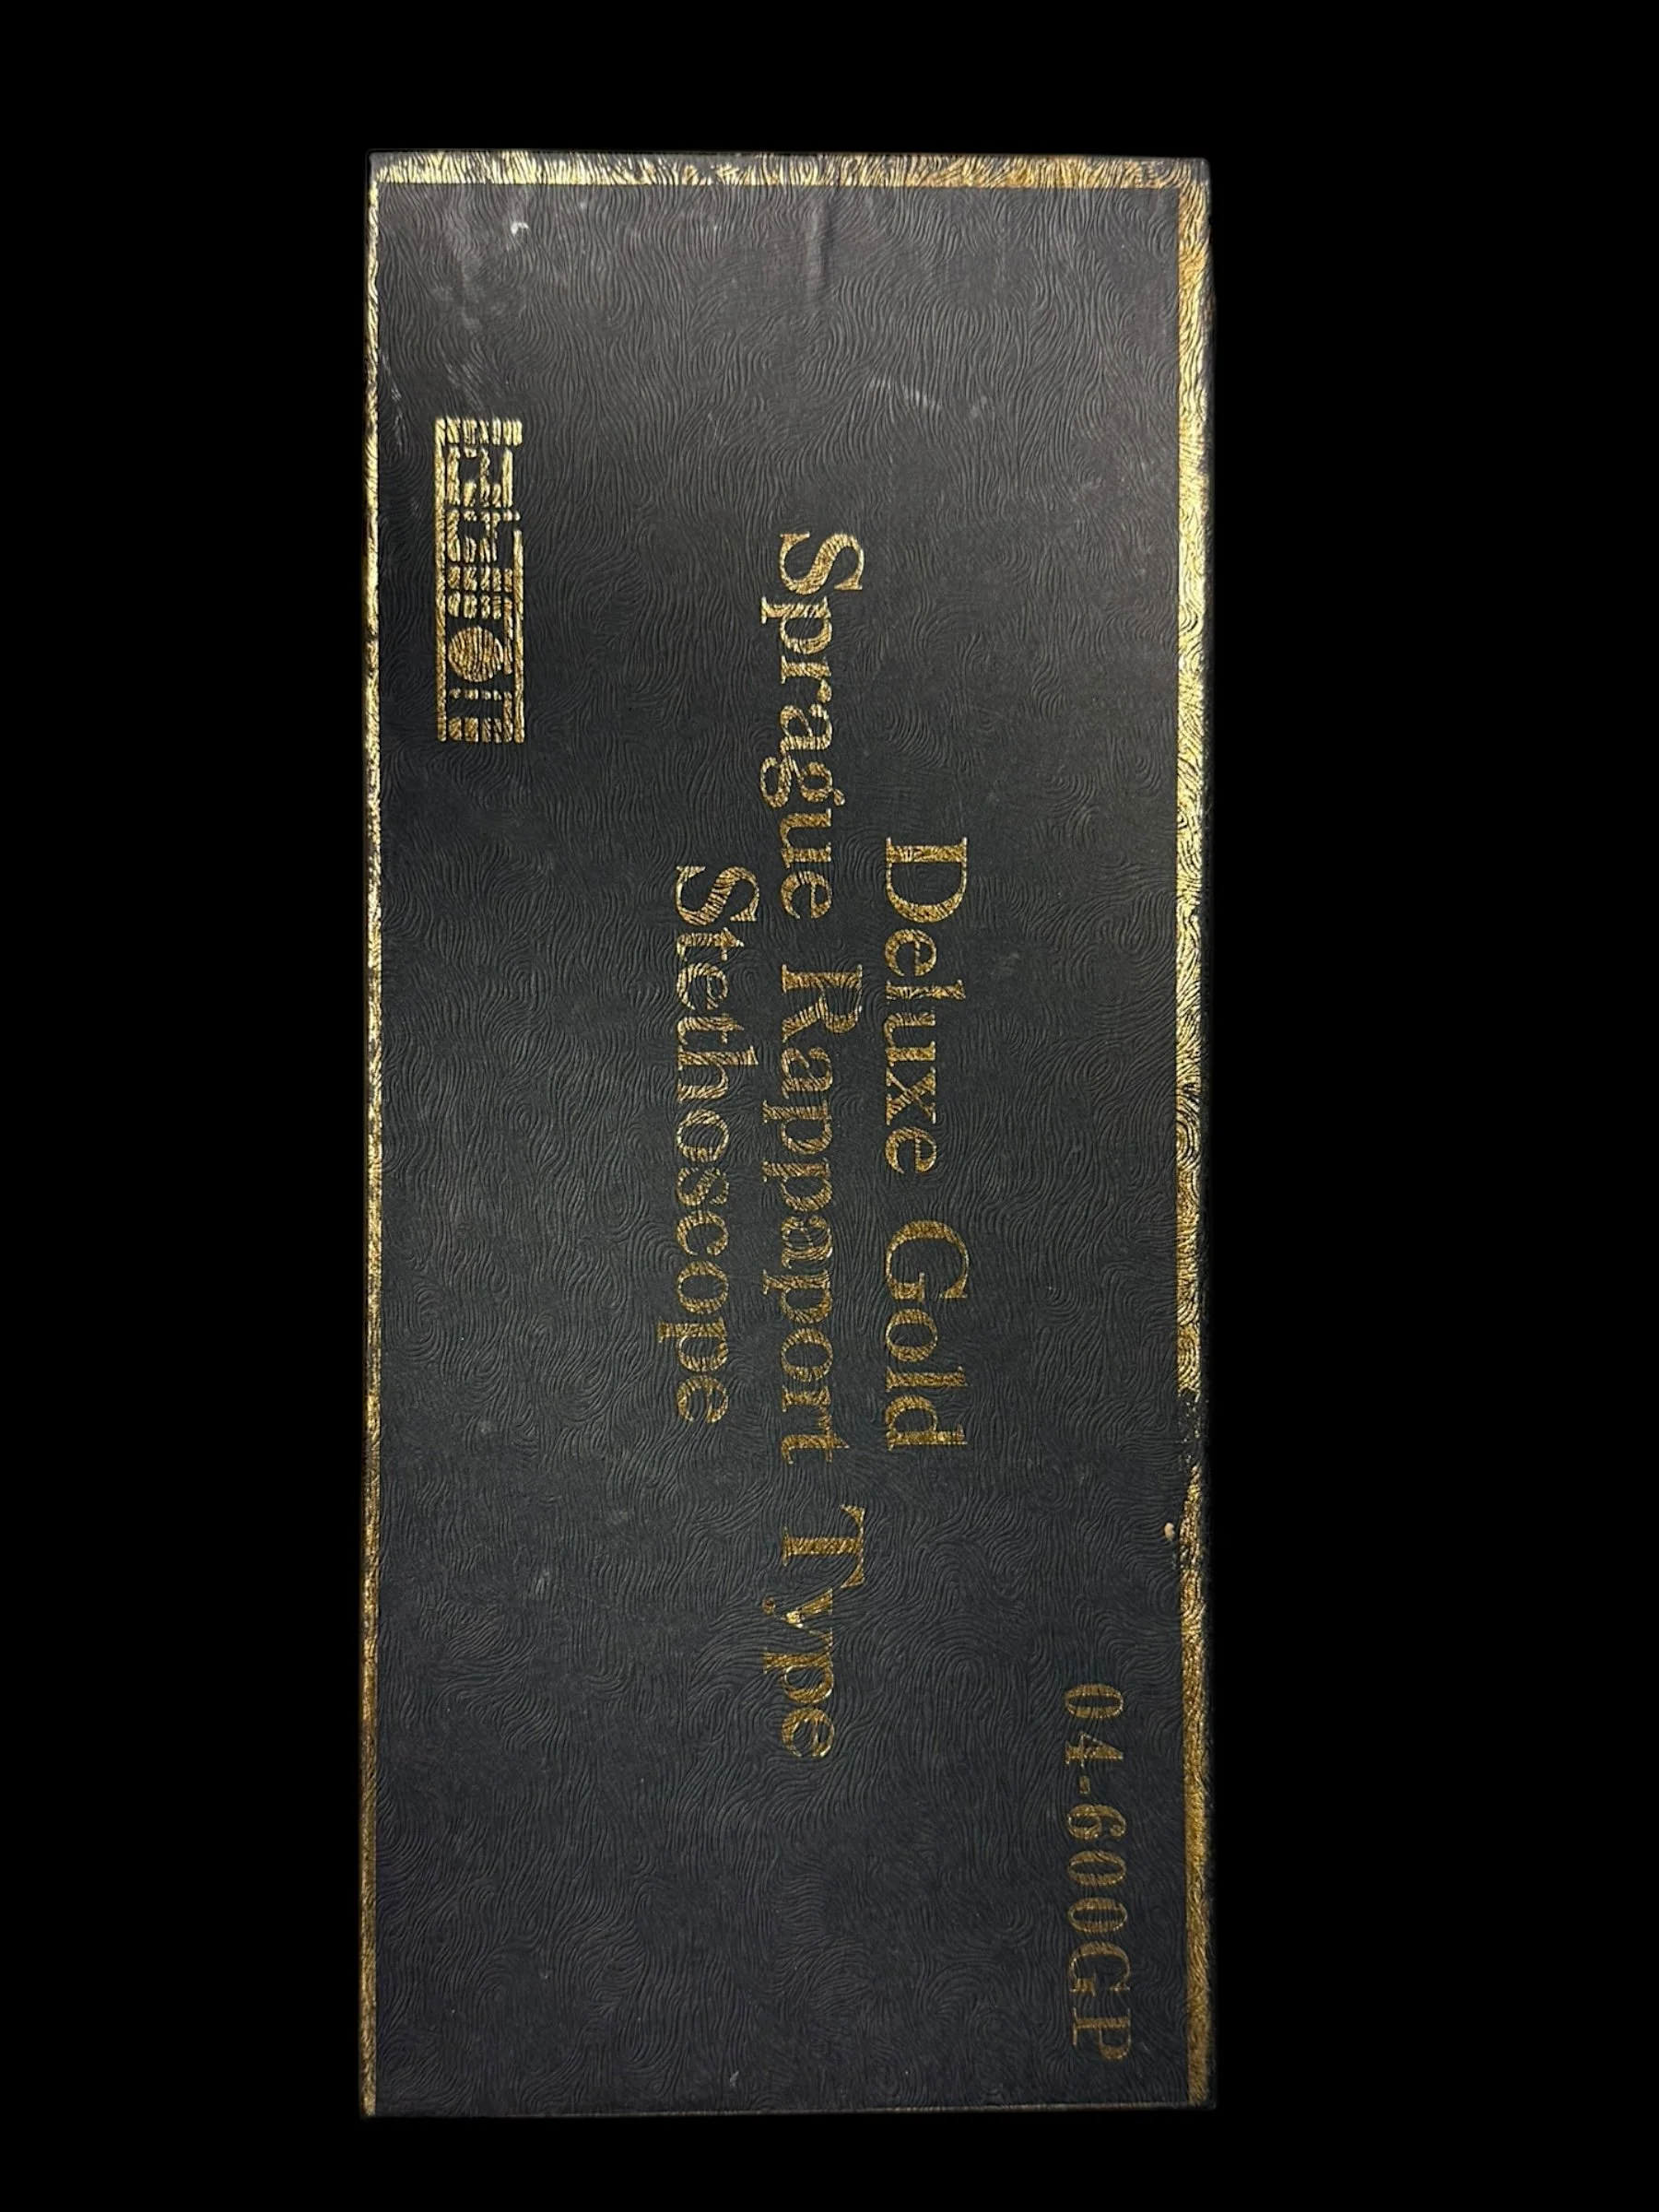 04-600GP
Deluxe Gold
Sprague Rappaport Type
Stethoscope